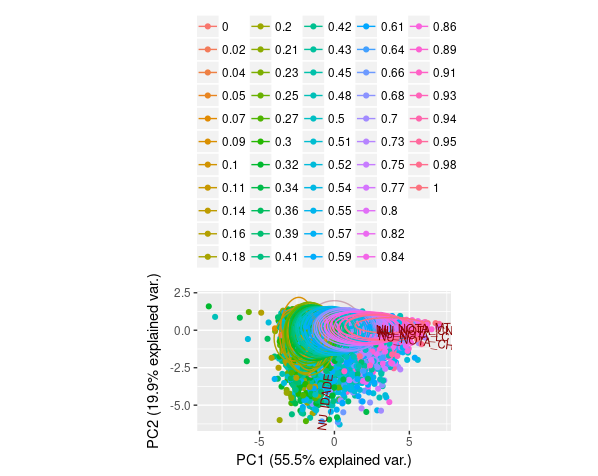 0 0.2 0.42 0.61 0.86
0.02 0.21 0.43 0.64 0.89
0.04 0.23 0.45 0.66 0.91
0.05 0.25 0.48 0.68 0.93
0.07 0.27 0.5 0.7 0.94
0.09 0.3 0.51 0.73 0.95
0.1 0.32 0.52 0.75 0.98
0.11 0.34 0.54 0.77 1
0.14 0.36 0.55 0.8
0.16 0.39 0.57 0.82
0.18 0.41 0.59 0.84
PC2 (19.9% explained var.)
2.5
0.0
-2.5
-5.0
NU_NOTA_MT
NU_NOTA_CN
NU_NOTA_LC
NU_NOTA_CH
NU_IDADE
-5 0 5
PC1 (55.5% explained var.)